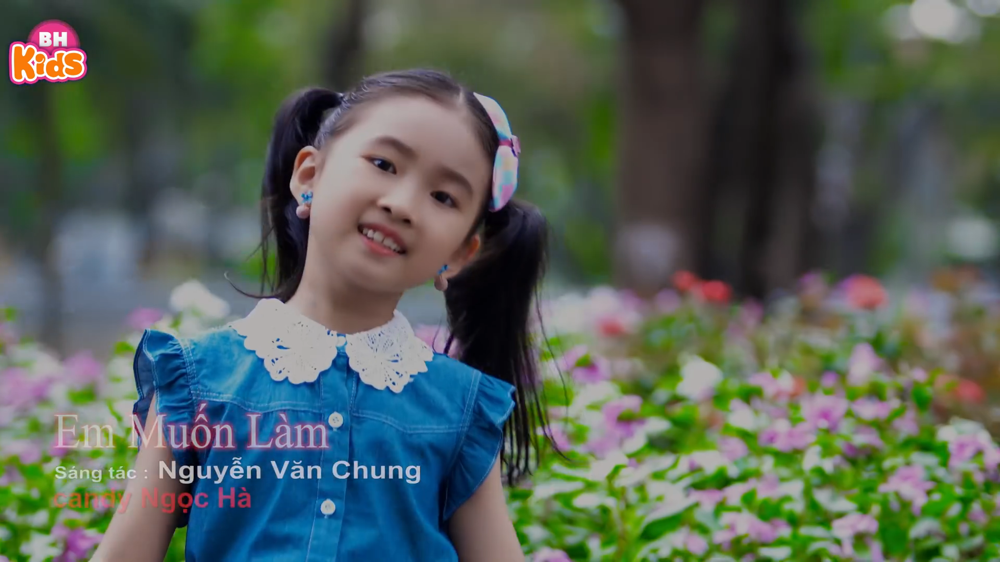 BH
Kids
Em Muốn Làm
Sáng tác : Nguyễn Văn Chung
candy Ngọc Hà